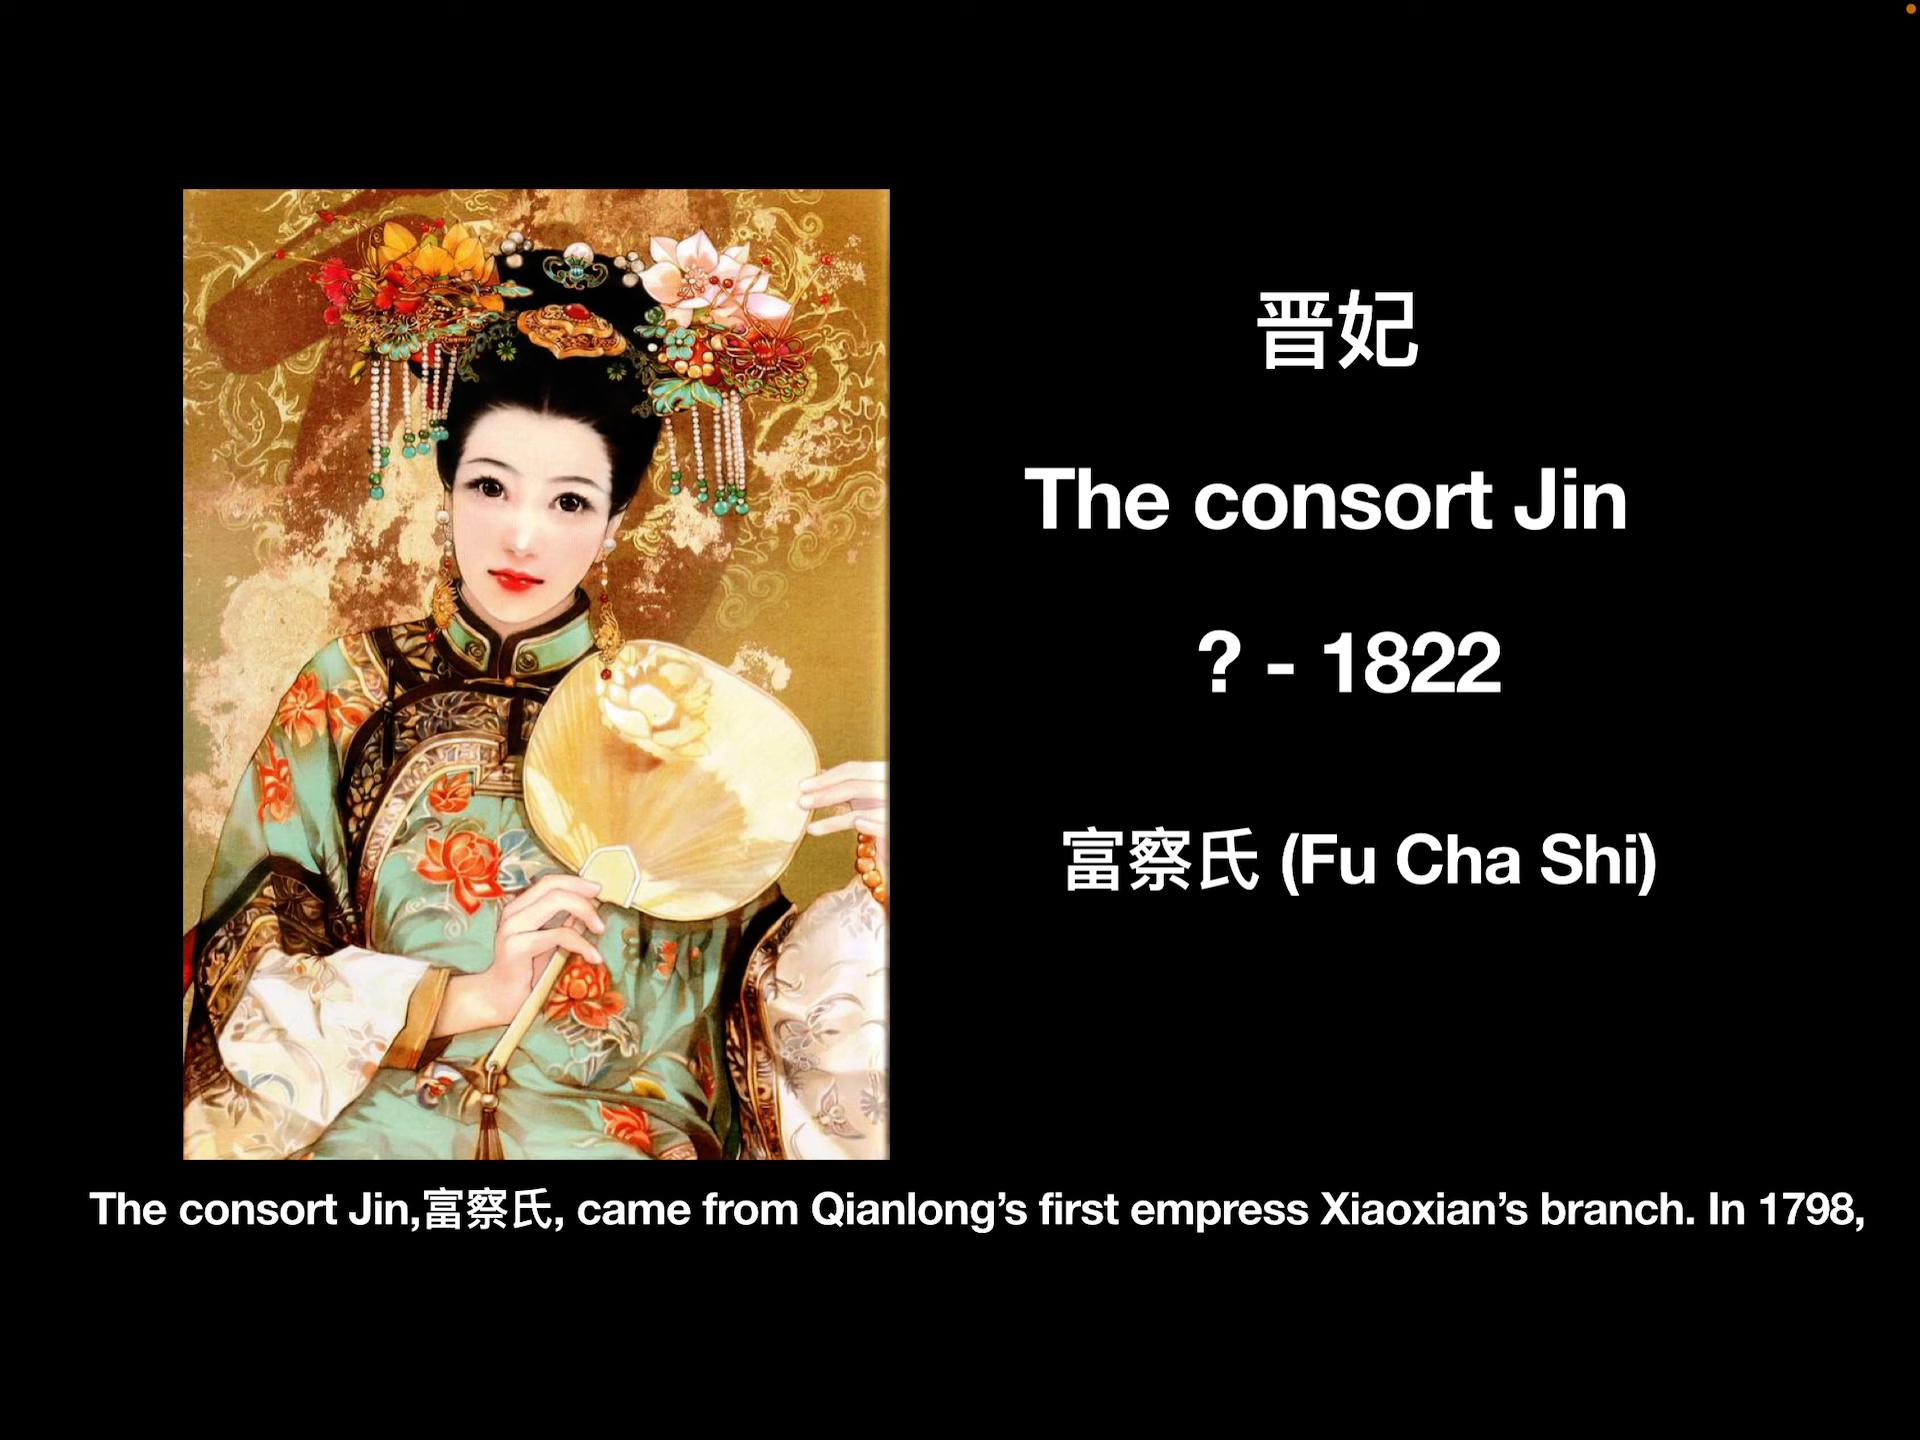 晋妃
The consort Jin
? - 1822
富察氏 (Fu Cha Shi)
The consort Jin,富察氏, came from Qianlong’s first empress Xiaoxian’s branch. In 1798,